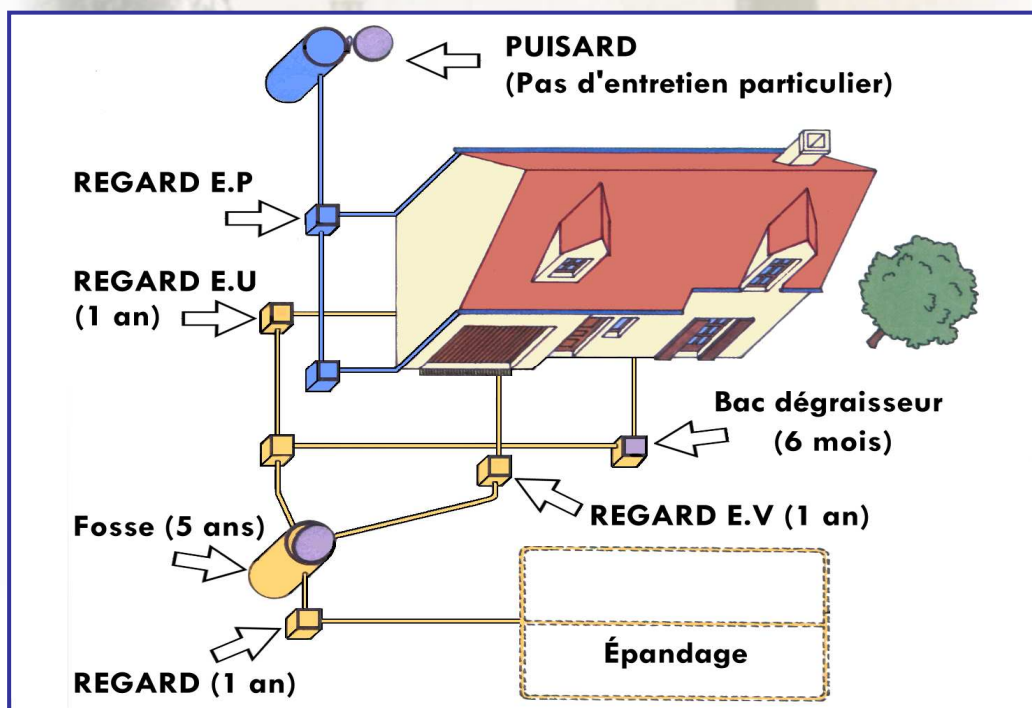 PUISARD
(Pas d'entretien particulier)
REGARD E.P
REGARD E.U
(1 an)
Bac dégraisseur
(6 mois)
REGARD E.V (1 an)
Fosse (5 ans)
Épandage
REGARD (1 an)